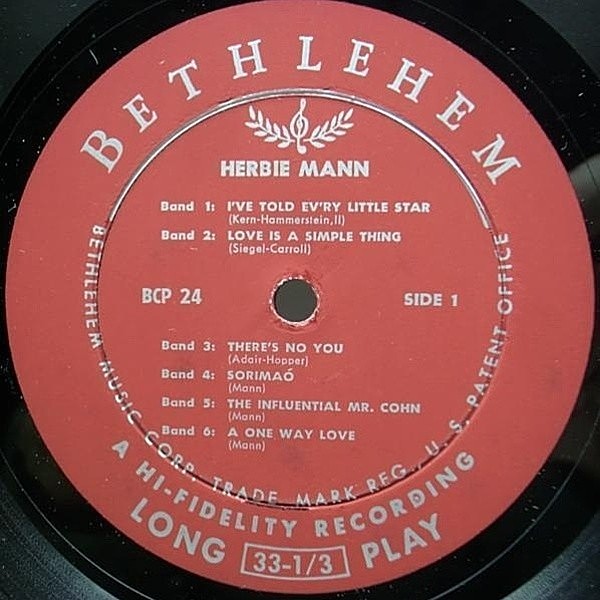 BETHLEHEM
HERBIE MANN
Band 1: I'VE TOLD EV'RY LITTLE STAR
(Kern-Hammerstein,II)
Band 2: LOVE IS A SIMPLE THING
(Siegel-Carroll)
BCP 24
SIDE 1
Band 3: THERE'S NO YOU
(Adair-Hopper)
Band 4: SORIMAÓ
(Mann)
Band 5: THE INFLUENTIAL MR. COHN
(Mann)
Band 6: A ONE WAY LOVE
(Mann)
BETHLEHEM MUSIC CORP. TRADE MARK REG. U. S. PATENT OFFICE
A HI-FIDELITY RECORDING
LONG 33-1/3 PLAY